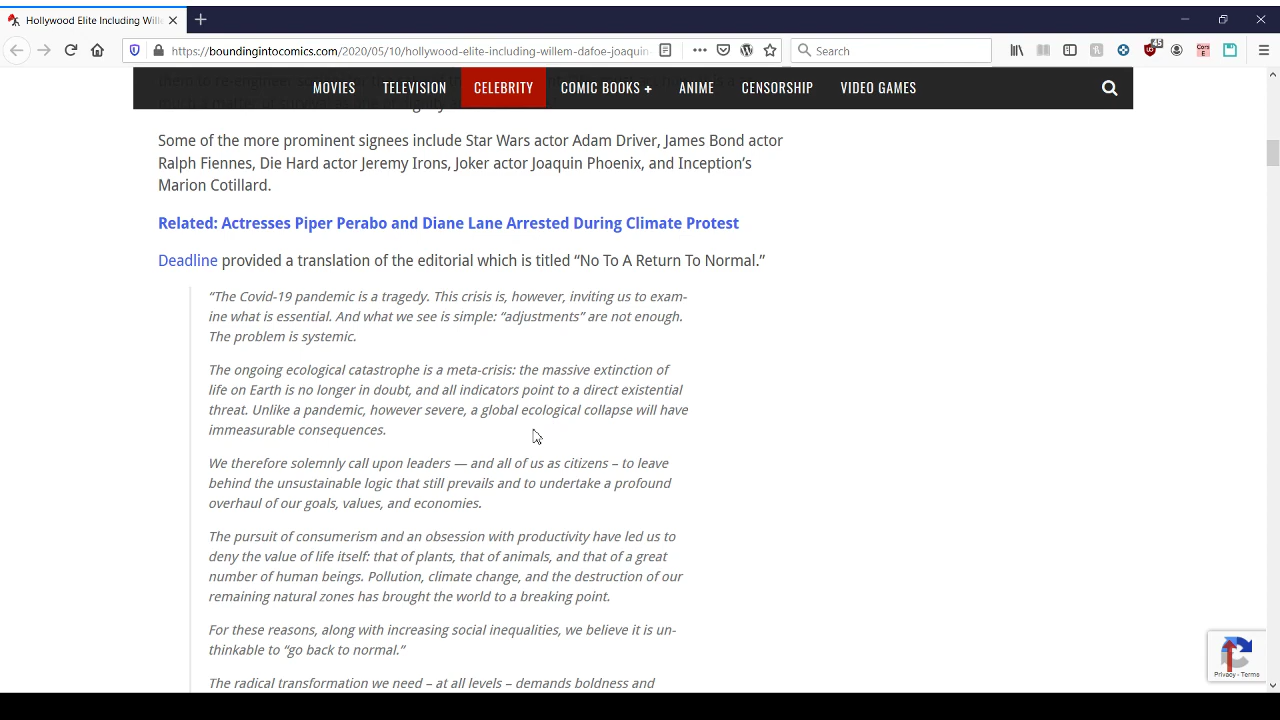 Hollywood Elite Including Wille
https://boundingintocomics.com/2020/05/10/hollywood-elite-including-willem-dafoe-joaquin-
Search
45
Cors
E
MOVIES TELEVISION CELEBRITY COMIC BOOKS + ANIME CENSORSHIP VIDEO GAMES
Some of the more prominent signees include Star Wars actor Adam Driver, James Bond actor
Ralph Fiennes, Die Hard actor Jeremy Irons, Joker actor Joaquin Phoenix, and Inception’s
Marion Cotillard.
Related: Actresses Piper Perabo and Diane Lane Arrested During Climate Protest
Deadline provided a translation of the editorial which is titled “No To A Return To Normal.”
“The Covid-19 pandemic is a tragedy. This crisis is, however, inviting us to exam-
ine what is essential. And what we see is simple: “adjustments” are not enough.
The problem is systemic.
The ongoing ecological catastrophe is a meta-crisis: the massive extinction of
life on Earth is no longer in doubt, and all indicators point to a direct existential
threat. Unlike a pandemic, however severe, a global ecological collapse will have
immeasurable consequences.
We therefore solemnly call upon leaders — and all of us as citizens – to leave
behind the unsustainable logic that still prevails and to undertake a profound
overhaul of our goals, values, and economies.
The pursuit of consumerism and an obsession with productivity have led us to
deny the value of life itself: that of plants, that of animals, and that of a great
number of human beings. Pollution, climate change, and the destruction of our
remaining natural zones has brought the world to a breaking point.
For these reasons, along with increasing social inequalities, we believe it is un-
thinkable to “go back to normal.”
The radical transformation we need – at all levels – demands boldness and
Privacy - Terms